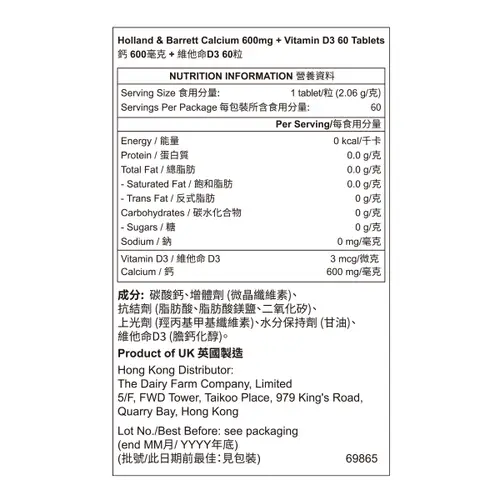 Holland & Barrett Calcium 600mg + Vitamin D3 60 Tablets
鈣 600毫克 + 維他命D3 60粒
NUTRITION INFORMATION 營養資料
Serving Size 食用分量: 1 tablet/粒 (2.06 g/克)
Servings Per Package 每包裝所含食用分量: 60
Per Serving/每食用分量
Energy / 能量 0 kcal/千卡
Protein / 蛋白質 0.0 g/克
Total Fat / 總脂肪 0.0 g/克
- Saturated Fat / 飽和脂肪 0.0 g/克
- Trans Fat / 反式脂肪 0 g/克
Carbohydrates / 碳水化合物 0 g/克
- Sugars / 糖 0 g/克
Sodium / 鈉 0 mg/毫克
Vitamin D3 / 維他命 D3 3 mcg/微克
Calcium / 鈣 600 mg/毫克
成分: 碳酸鈣、增體劑 (微晶纖維素)、
抗結劑 (脂肪酸、脂肪酸鎂鹽、二氧化矽)、
上光劑 (羥丙基甲基纖維素)、水分保持劑 (甘油)、
維他命D3 (膽鈣化醇)。
Product of UK 英國製造
Hong Kong Distributor:
The Dairy Farm Company, Limited
5/F, FWD Tower, Taikoo Place, 979 King's Road,
Quarry Bay, Hong Kong
Lot No./Best Before: see packaging
(end MM月/ YYYY年底)
(批號/此日期前最佳：見包裝) 69865